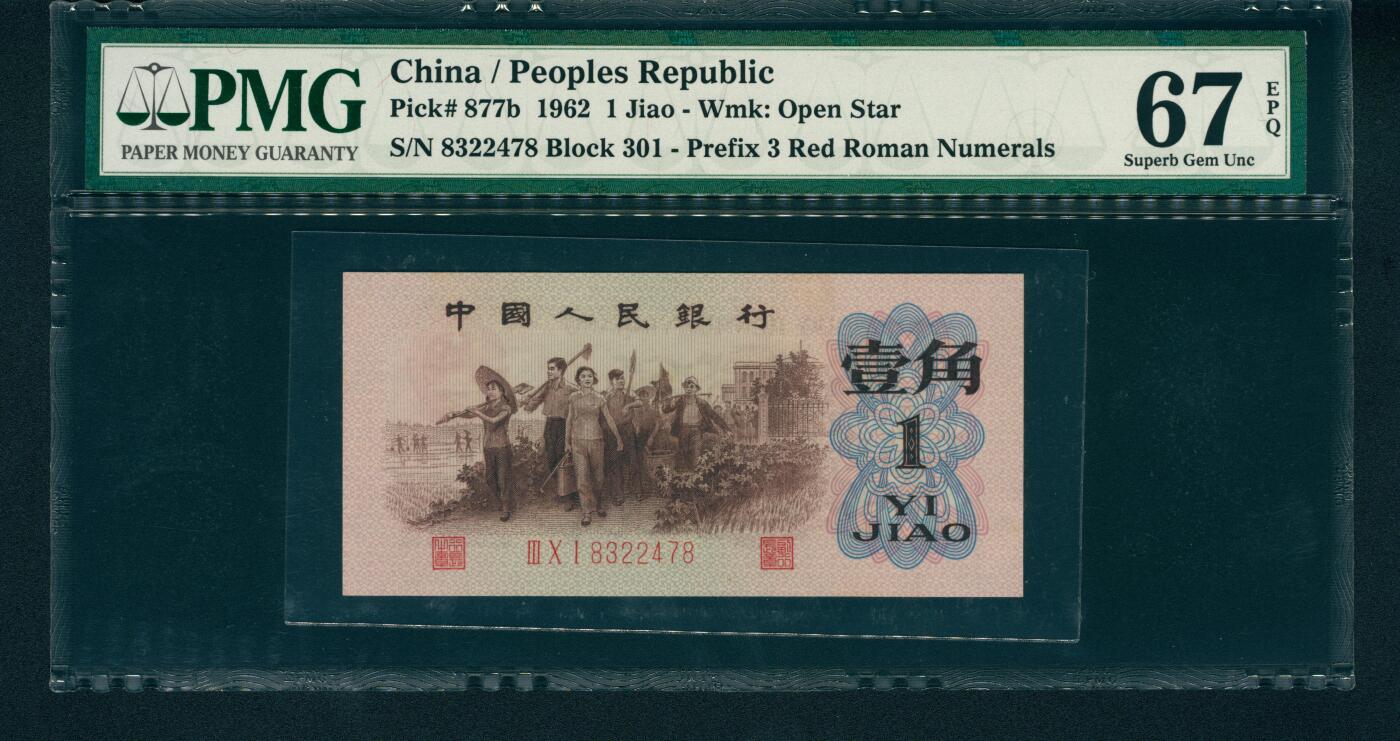 PMG
PAPER MONEY GUARANTY
China / Peoples Republic
Pick# 877b 1962 1 Jiao - Wmk: Open Star
S/N 8322478 Block 301 - Prefix 3 Red Roman Numerals
67
EPQ
Superb Gem Unc
中國人民銀行
壹角
1
YI
JIAO
III X I 8322478